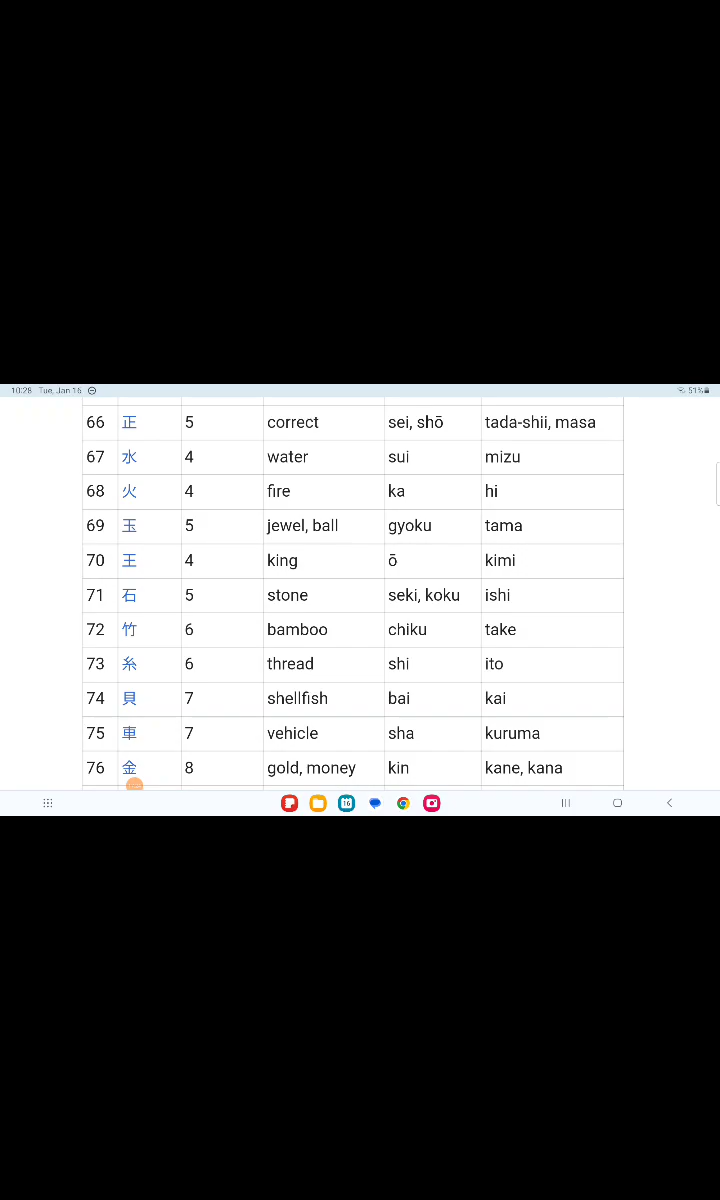 10:28 Tue, Jan 16 51%
66 正 5 correct sei, shō tada-shii, masa
67 水 4 water sui mizu
68 火 4 fire ka hi
69 玉 5 jewel, ball gyoku tama
70 王 4 king ō kimi
71 石 5 stone seki, koku ishi
72 竹 6 bamboo chiku take
73 糸 6 thread shi ito
74 貝 7 shellfish bai kai
75 車 7 vehicle sha kuruma
76 金 8 gold, money kin kane, kana
16